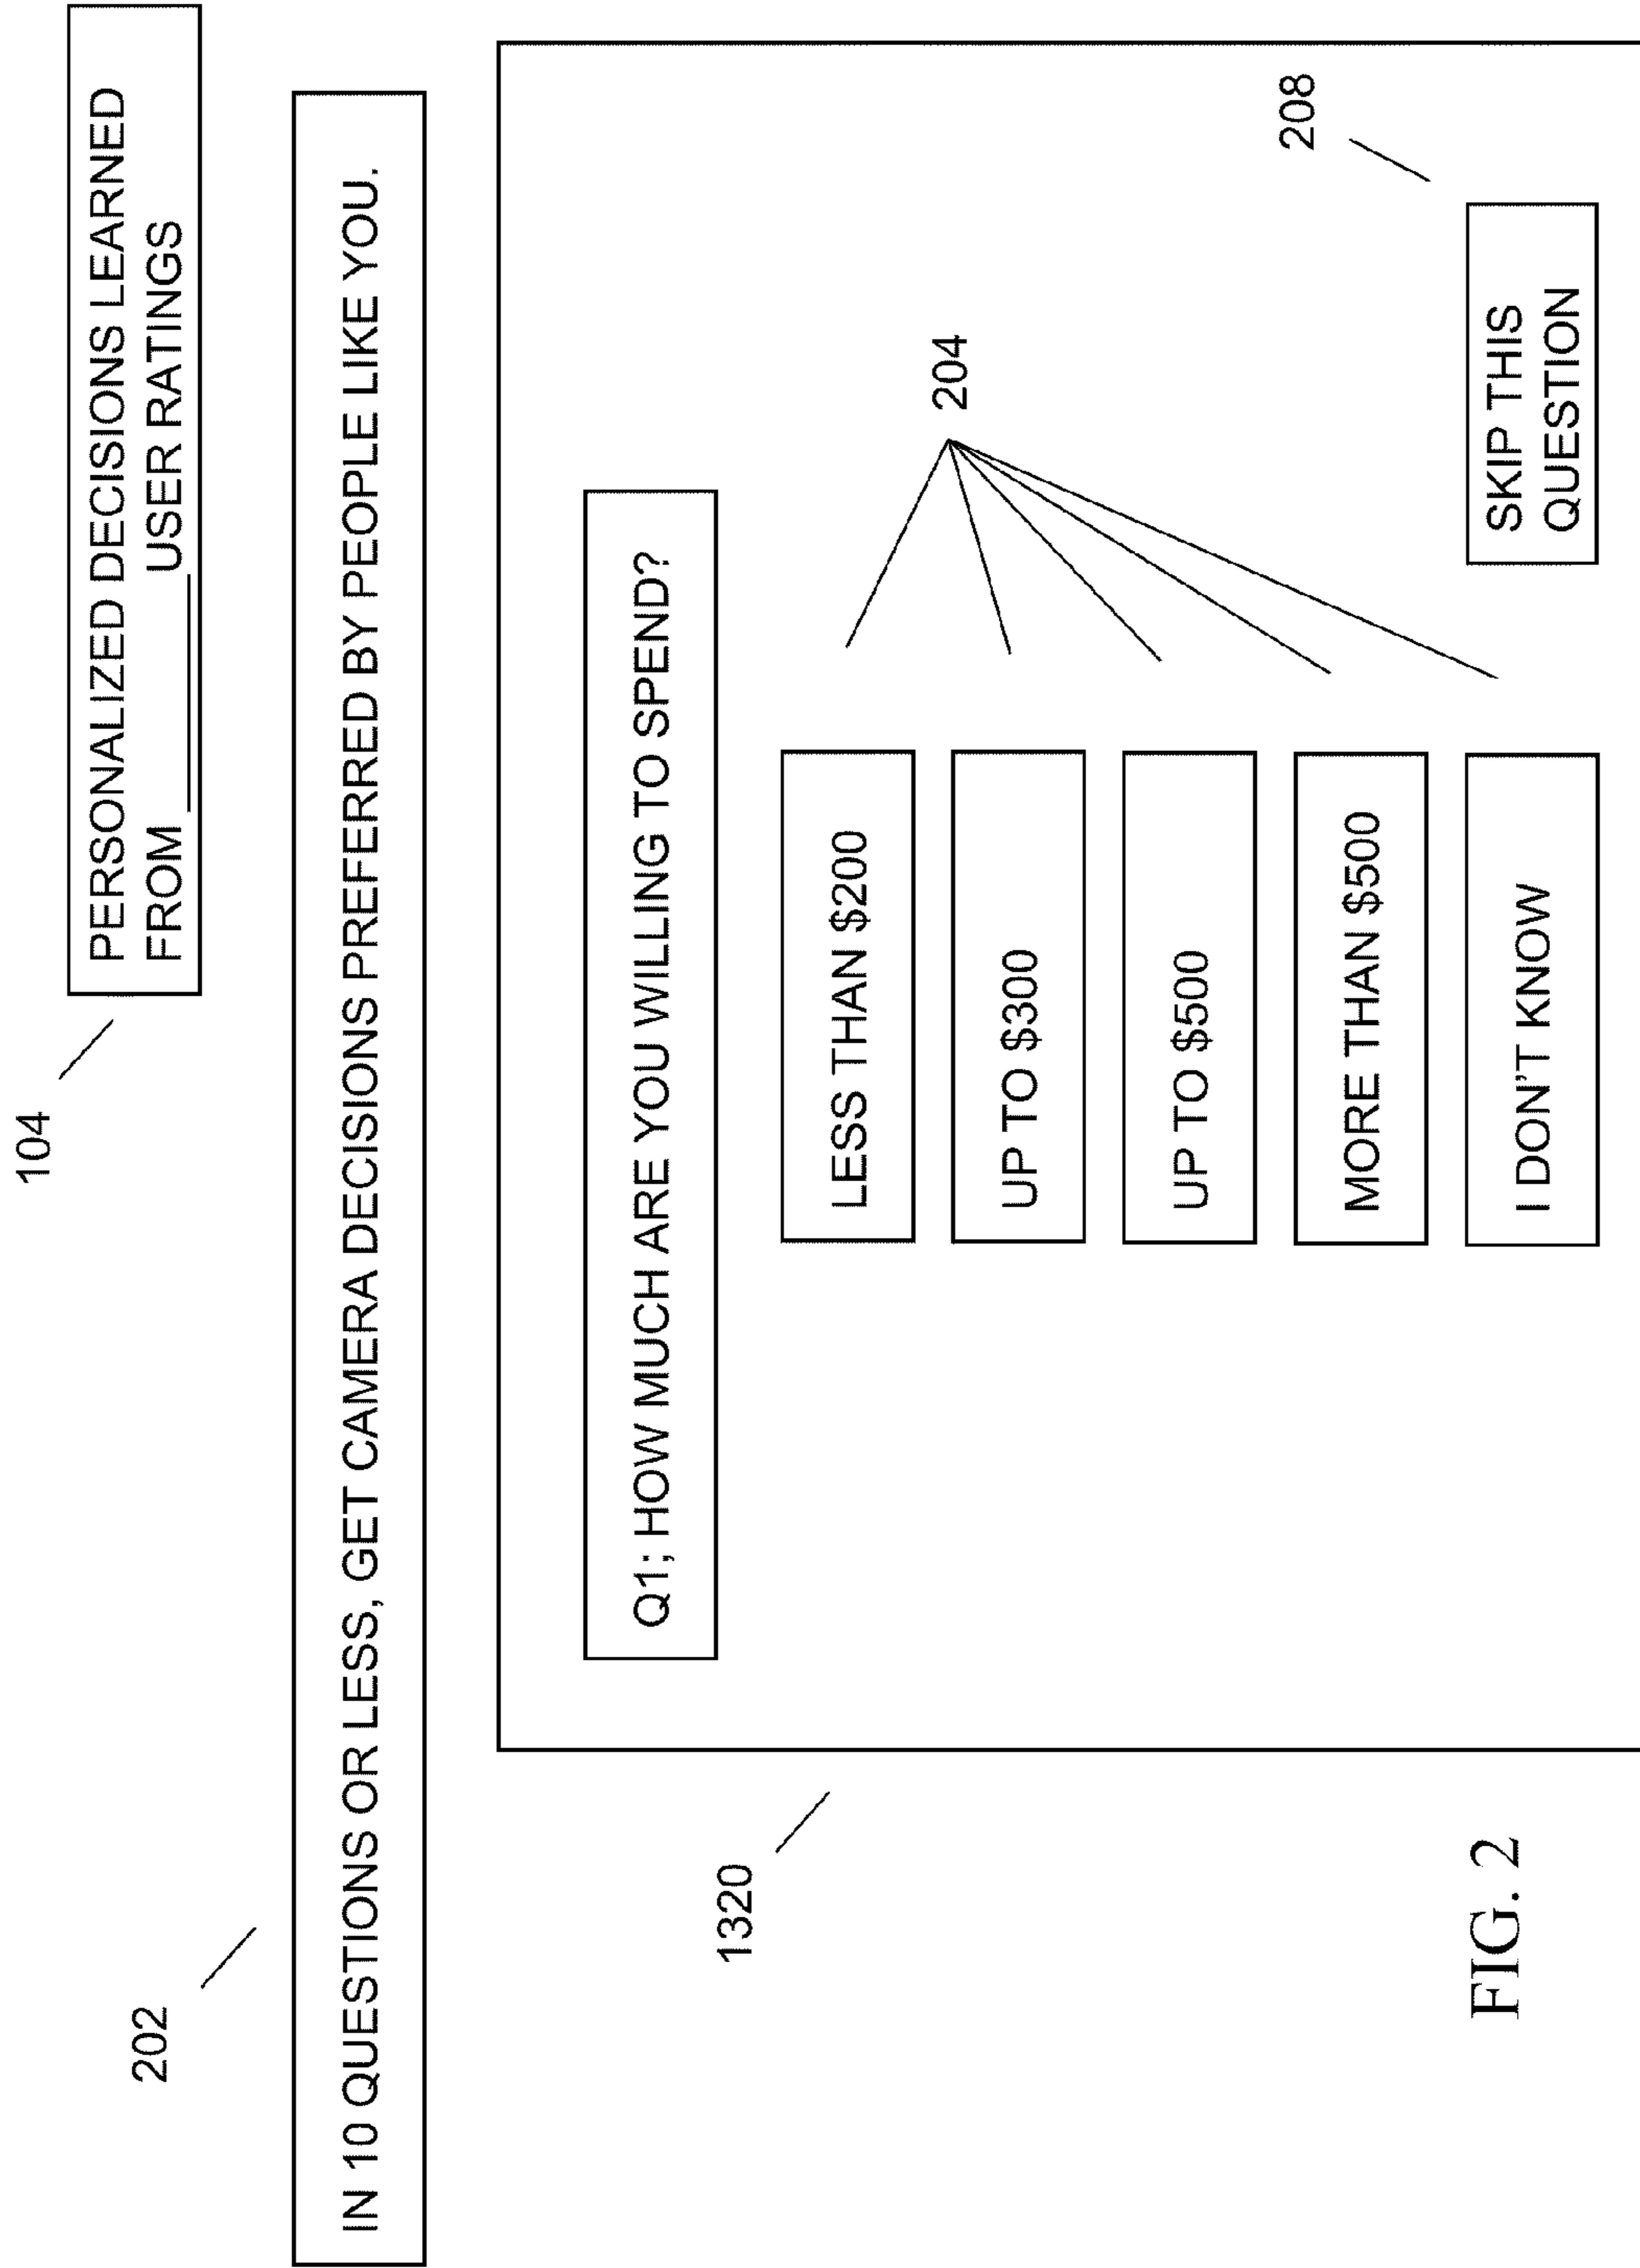 104
PERSONALIZED DECISIONS LEARNED
FROM __________ USER RATINGS
202
IN 10 QUESTIONS OR LESS, GET CAMERA DECISIONS PREFERRED BY PEOPLE LIKE YOU.
1320
Q1; HOW MUCH ARE YOU WILLING TO SPEND?
LESS THAN $200
204
UP TO $300
UP TO $500
MORE THAN $500
I DON'T KNOW
208
SKIP THIS
QUESTION
FIG. 2